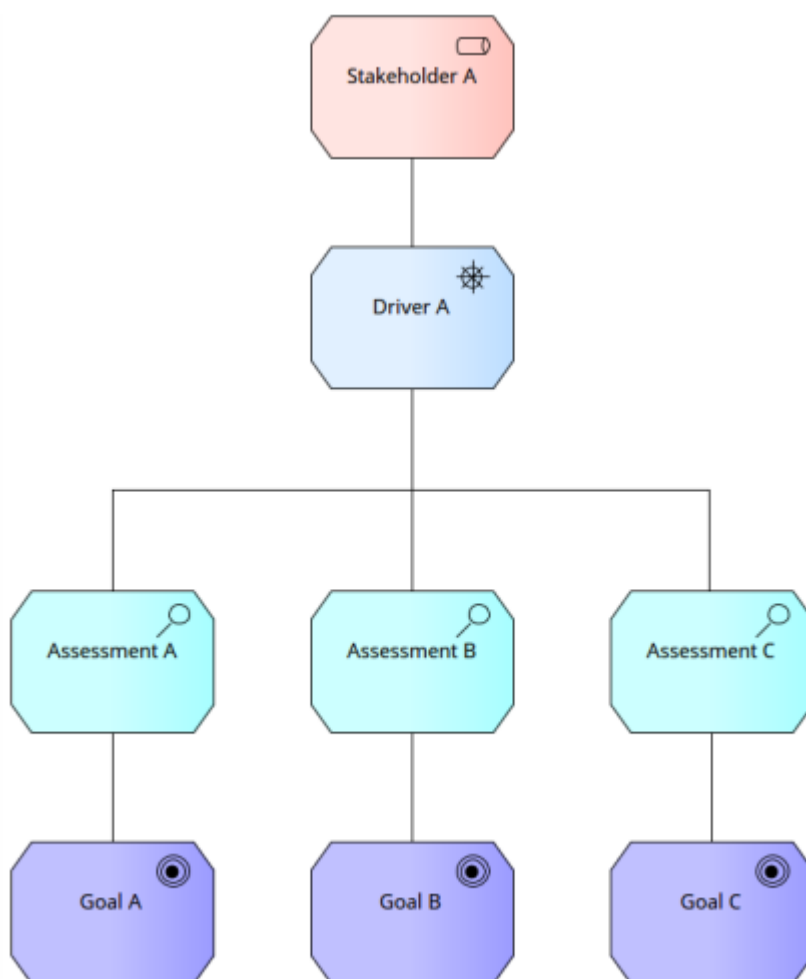 Stakeholder A
Driver A
Assessment A
Assessment B
Assessment C
Goal A
Goal B
Goal C